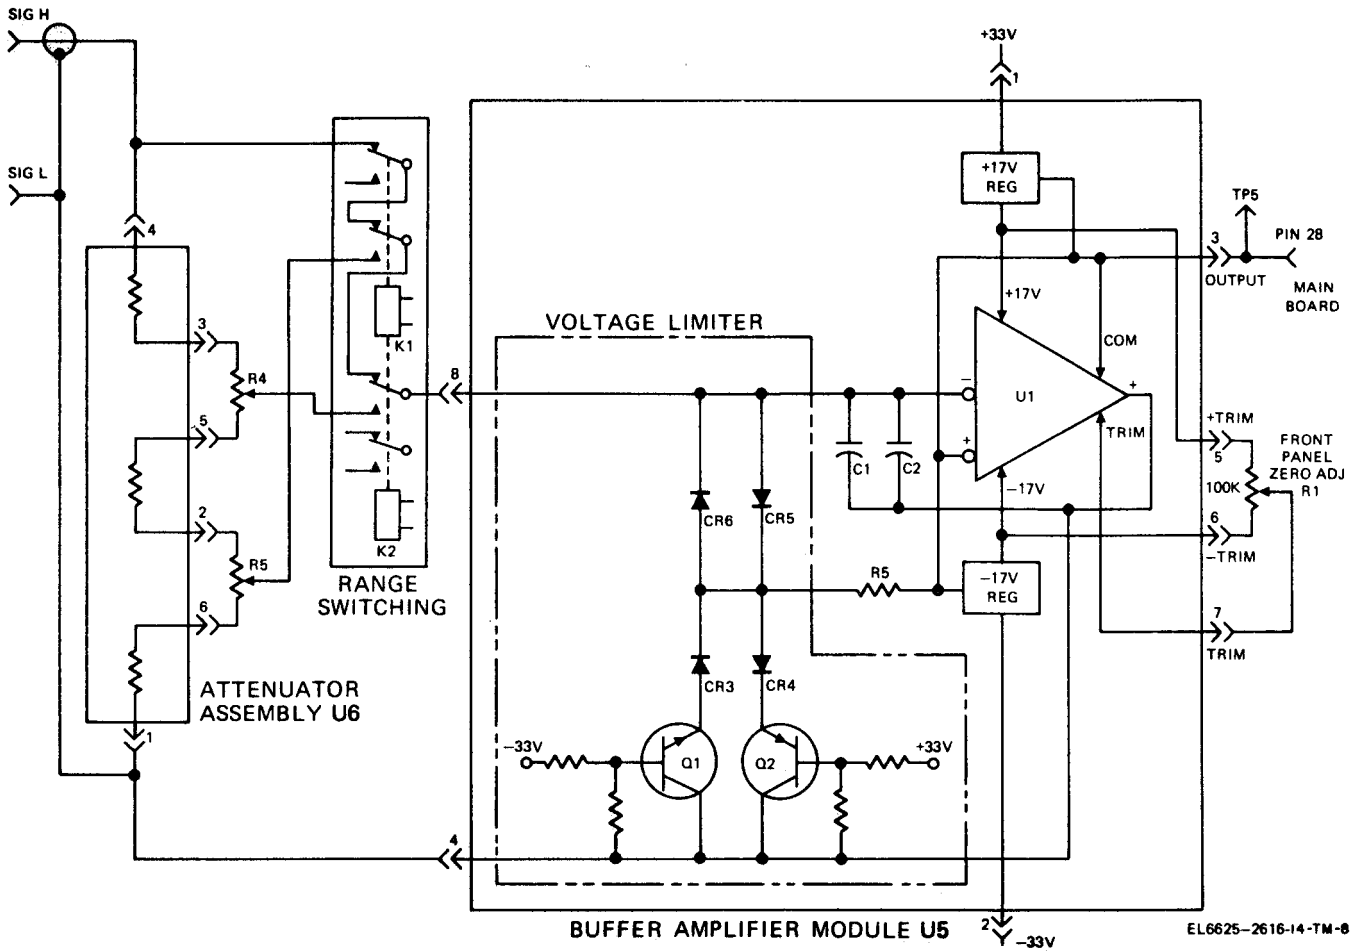 SIG H
+33V
1
+17V
REG
SIG L
TP5
3
PIN 28
4
OUTPUT
MAIN
BOARD
+17V
VOLTAGE LIMITER
3
K1
COM
8
R4
−
U1
+
5
+
TRIM
+TRIM
5
FRONT
PANEL
ZERO ADJ
R1
C1
C2
−17V
100K
2
CR6
CR5
6
−TRIM
K2
R5
R5
−17V
REG
RANGE
SWITCHING
6
7
TRIM
CR3
CR4
ATTENUATOR
ASSEMBLY U6
1
−33V
Q1
Q2
+33V
4
BUFFER AMPLIFIER MODULE U5
2
−33V
EL6625-2616-14-TM-8